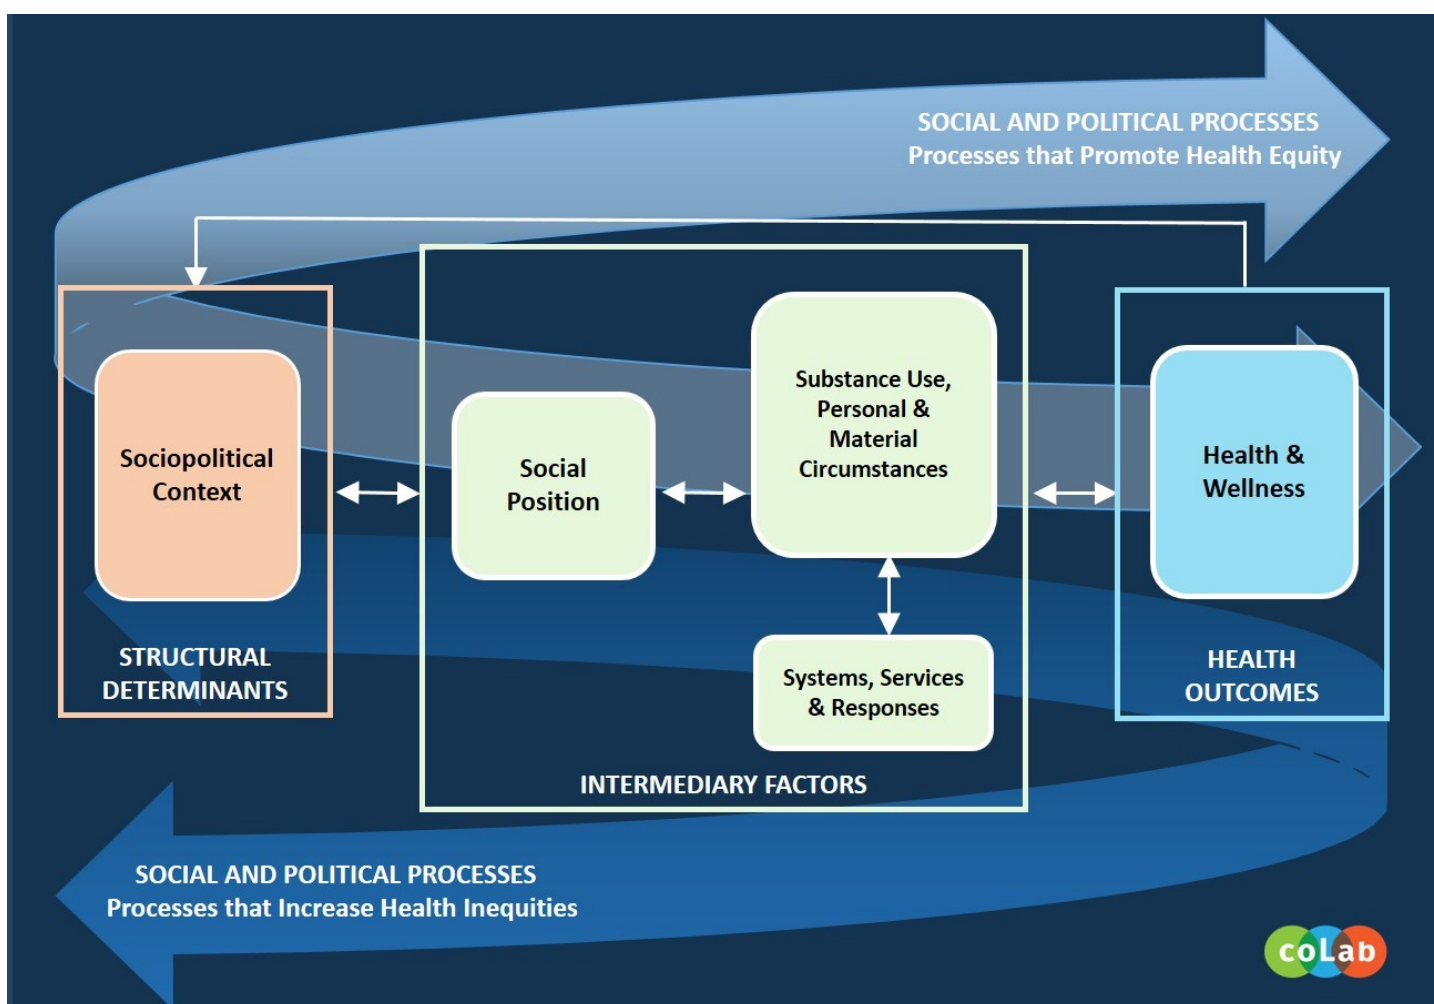 SOCIAL AND POLITICAL PROCESSES
Processes that Promote Health Equity
Sociopolitical
Context
STRUCTURAL
DETERMINANTS
Social
Position
Substance Use,
Personal &
Material
Circumstances
Systems, Services
& Responses
INTERMEDIARY FACTORS
Health &
Wellness
HEALTH
OUTCOMES
SOCIAL AND POLITICAL PROCESSES
Processes that Increase Health Inequities
coLab